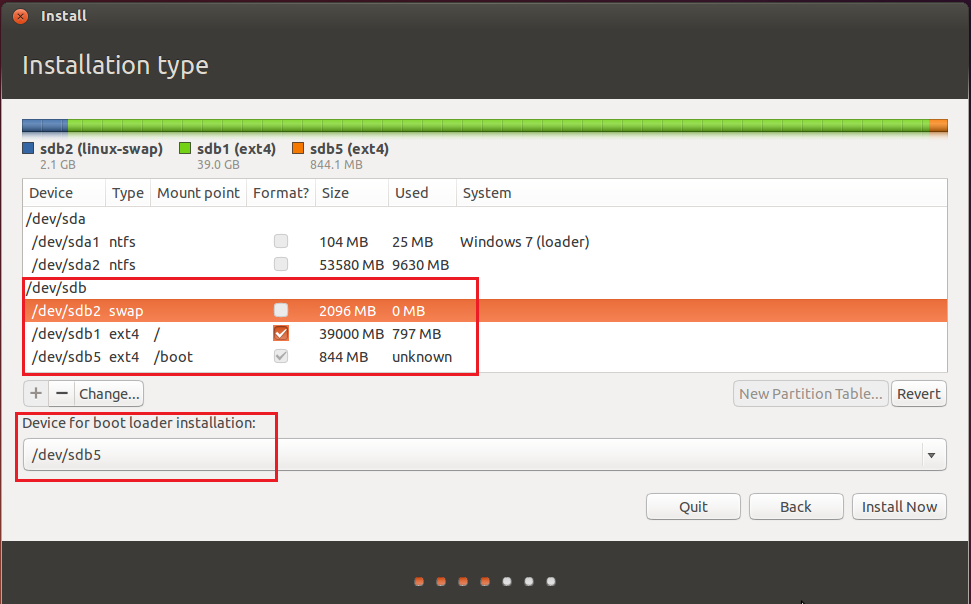 Install
Installation type
sdb2 (linux-swap) sdb1 (ext4) sdb5 (ext4)
2.1 GB 39.0 GB 844.1 MB
Device Type Mount point Format? Size Used System
/dev/sda
/dev/sda1 ntfs 104 MB 25 MB Windows 7 (loader)
/dev/sda2 ntfs 53580 MB 9630 MB
/dev/sdb
/dev/sdb2 swap 2096 MB 0 MB
/dev/sdb1 ext4 / 39000 MB 797 MB
/dev/sdb5 ext4 /boot 844 MB unknown
+ − Change... New Partition Table... Revert
Device for boot loader installation:
/dev/sdb5
Quit Back Install Now